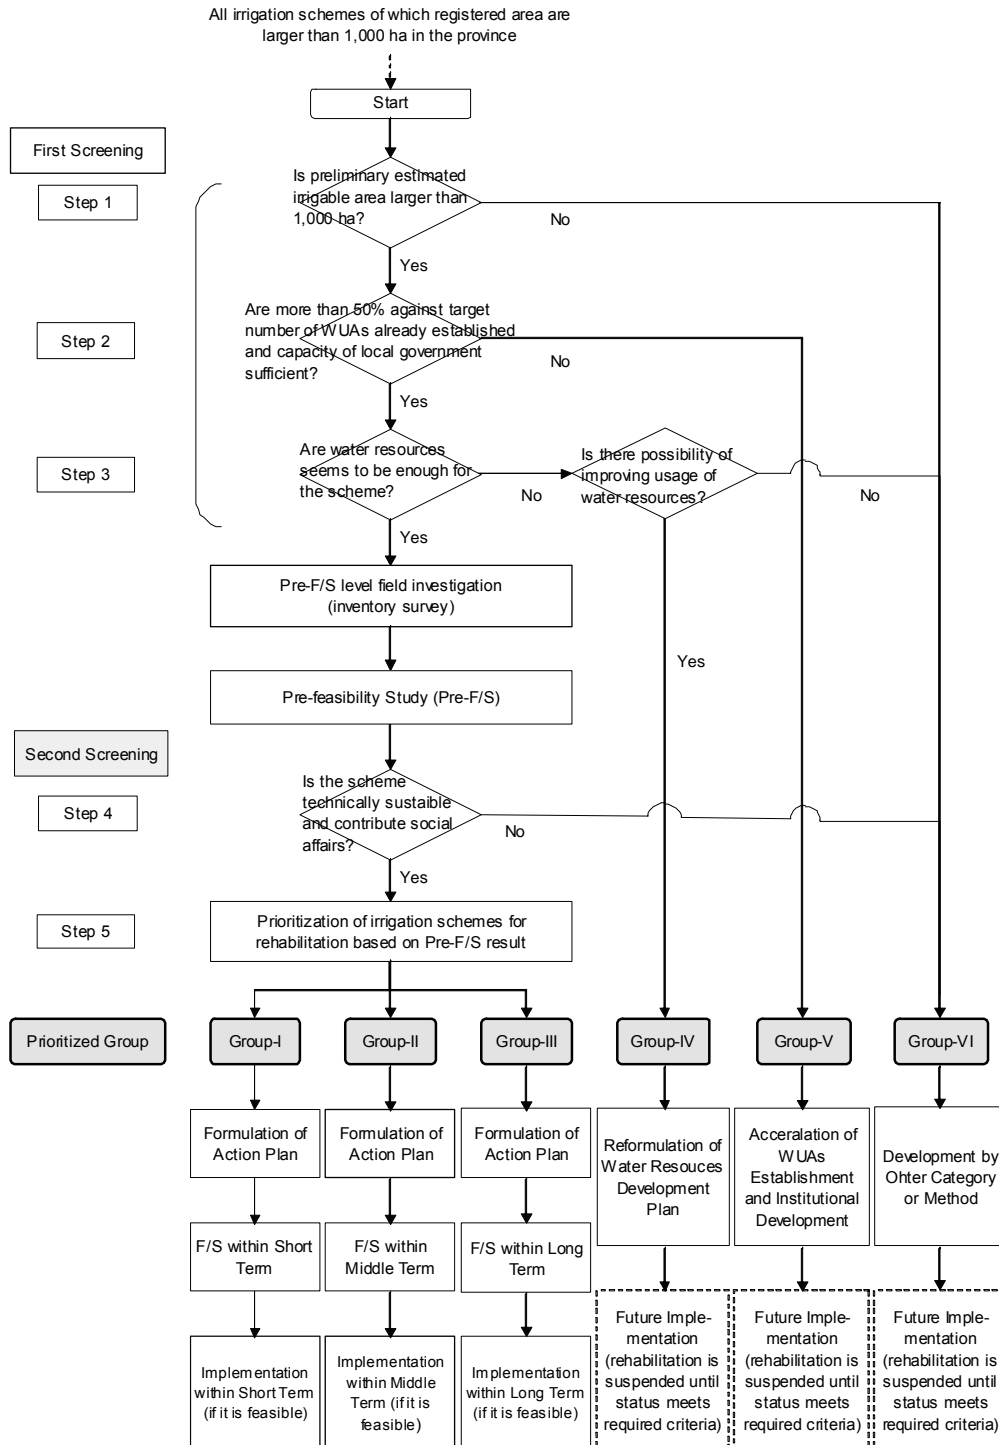 All irrigation schemes of which registered area are
larger than 1,000 ha in the province
Start
First Screening
Step 1
Is preliminary estimated
irrigable area larger than
1,000 ha?
No
Yes
Step 2
Are more than 50% against target
number of WUAs already established
and capacity of local government
sufficient?
No
Yes
Step 3
Are water resources
seems to be enough for
the scheme?
No
Is there possibility of
improving usage of
water resources?
No
Yes
Pre-F/S level field investigation
(inventory survey)
Yes
Pre-feasibility Study (Pre-F/S)
Second Screening
Step 4
Is the scheme
technically sustaible
and contribute social
affairs?
No
Yes
Step 5
Prioritization of irrigation schemes for
rehabilitation based on Pre-F/S result
Prioritized Group
Group-I
Group-II
Group-III
Group-IV
Group-V
Group-VI
Formulation of
Action Plan
Formulation of
Action Plan
Formulation of
Action Plan
Reformulation of
Water Resouces
Development
Plan
Acceralation of
WUAs
Establishment
and Institutional
Development
Development by
Ohter Category
or Method
F/S within Short
Term
F/S within
Middle Term
F/S within Long
Term
Implementation
within Short Term
(if it is feasible)
Implementation
within Middle
Term (if it is
feasible)
Implementation
within Long Term
(if it is feasible)
Future Imple-
mentation
(rehabilitation is
suspended until
status meets
required criteria)
Future Imple-
mentation
(rehabilitation is
suspended until
status meets
required criteria)
Future Imple-
mentation
(rehabilitation is
suspended until
status meets
required criteria)